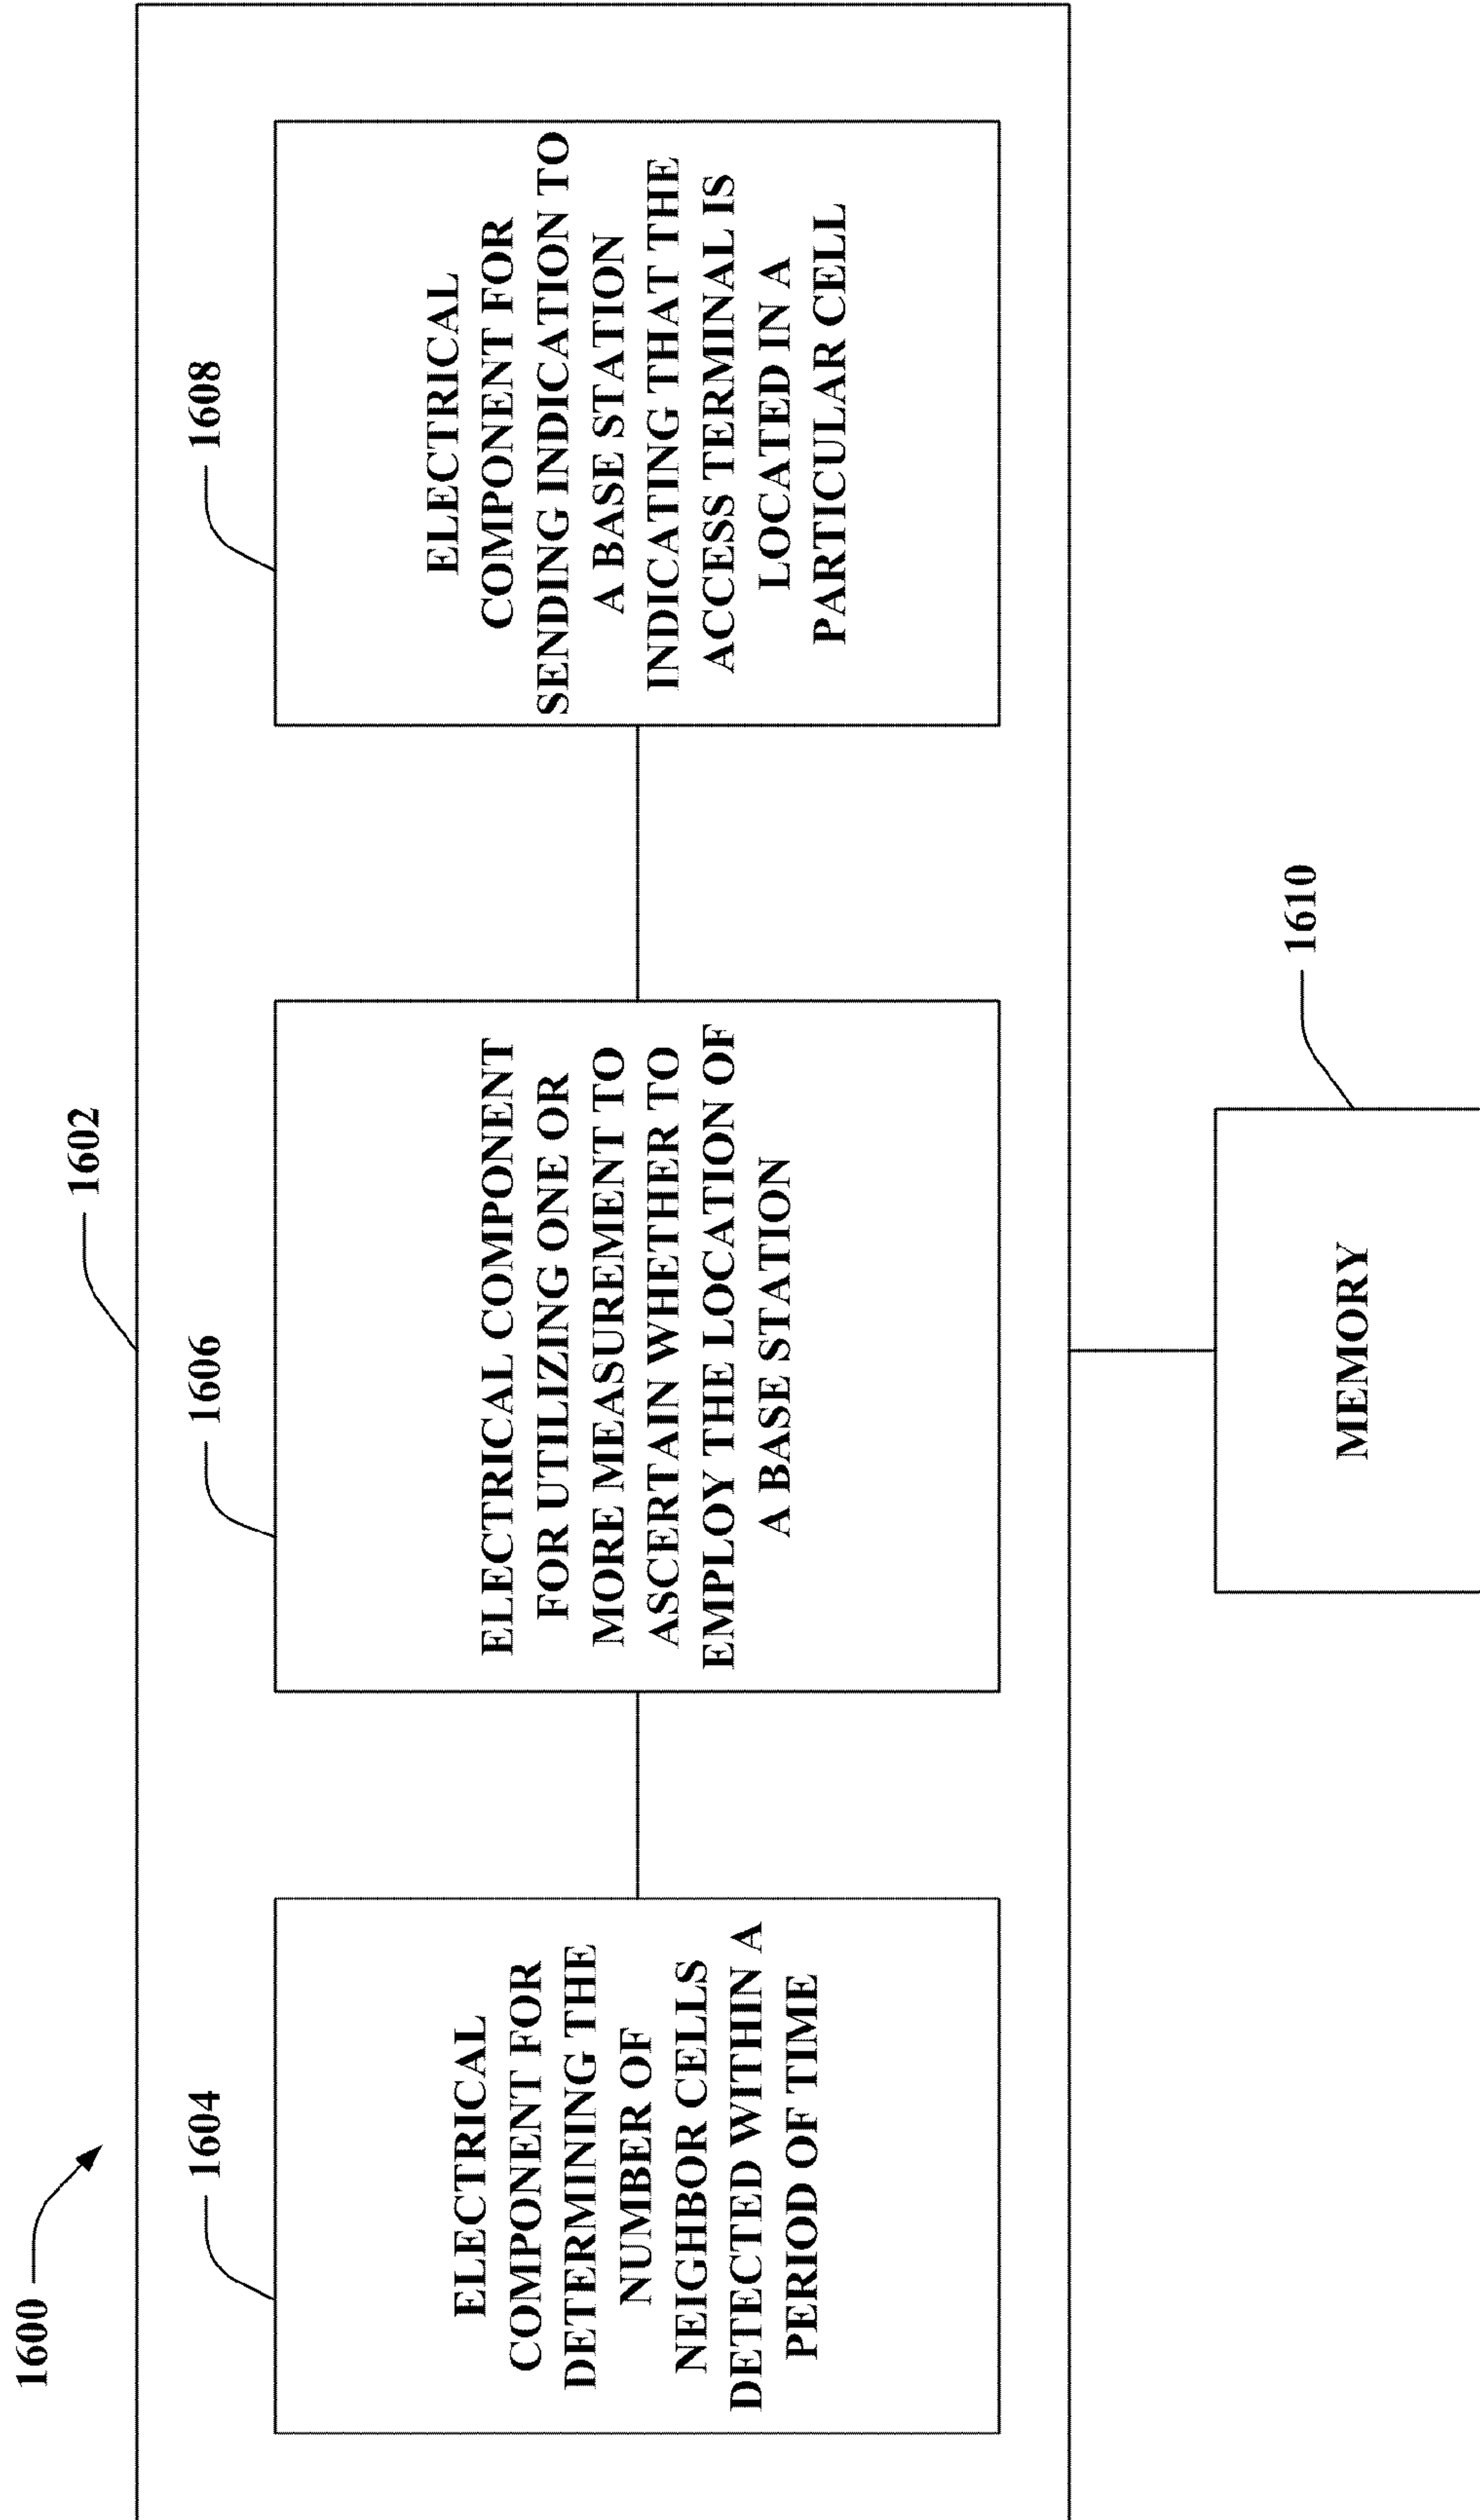 1600
1602
1604
ELECTRICAL
COMPONENT FOR
DETERMINING THE
NUMBER OF
NEIGHBOR CELLS
DETECTED WITHIN A
PERIOD OF TIME
1606
ELECTRICAL COMPONENT
FOR UTILIZING ONE OR
MORE MEASUREMENT TO
ASCERTAIN WHETHER TO
EMPLOY THE LOCATION OF
A BASE STATION
1608
ELECTRICAL
COMPONENT FOR
SENDING INDICATION TO
A BASE STATION
INDICATING THAT THE
ACCESS TERMINAL IS
LOCATED IN A
PARTICULAR CELL
1610
MEMORY